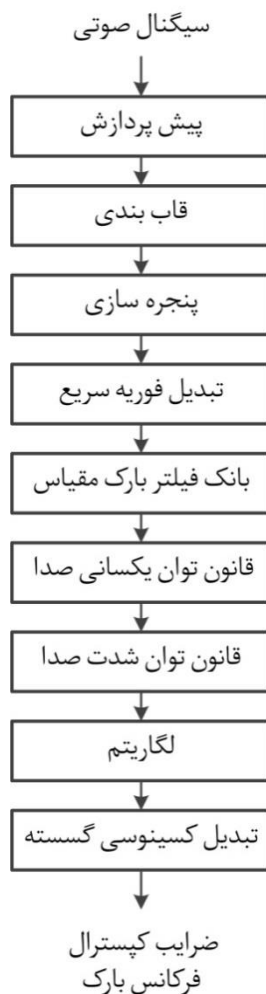 سیگنال صوتی
پیش پردازش
قاب بندی
پنجره سازی
تبدیل فوریه سریع
بانک فیلتر بارک مقیاس
قانون توان یکسانی صدا
قانون توان شدت صدا
لگاریتم
تبدیل کسینوسی گسسته
ضرایب کپسترال
فرکانس بارک